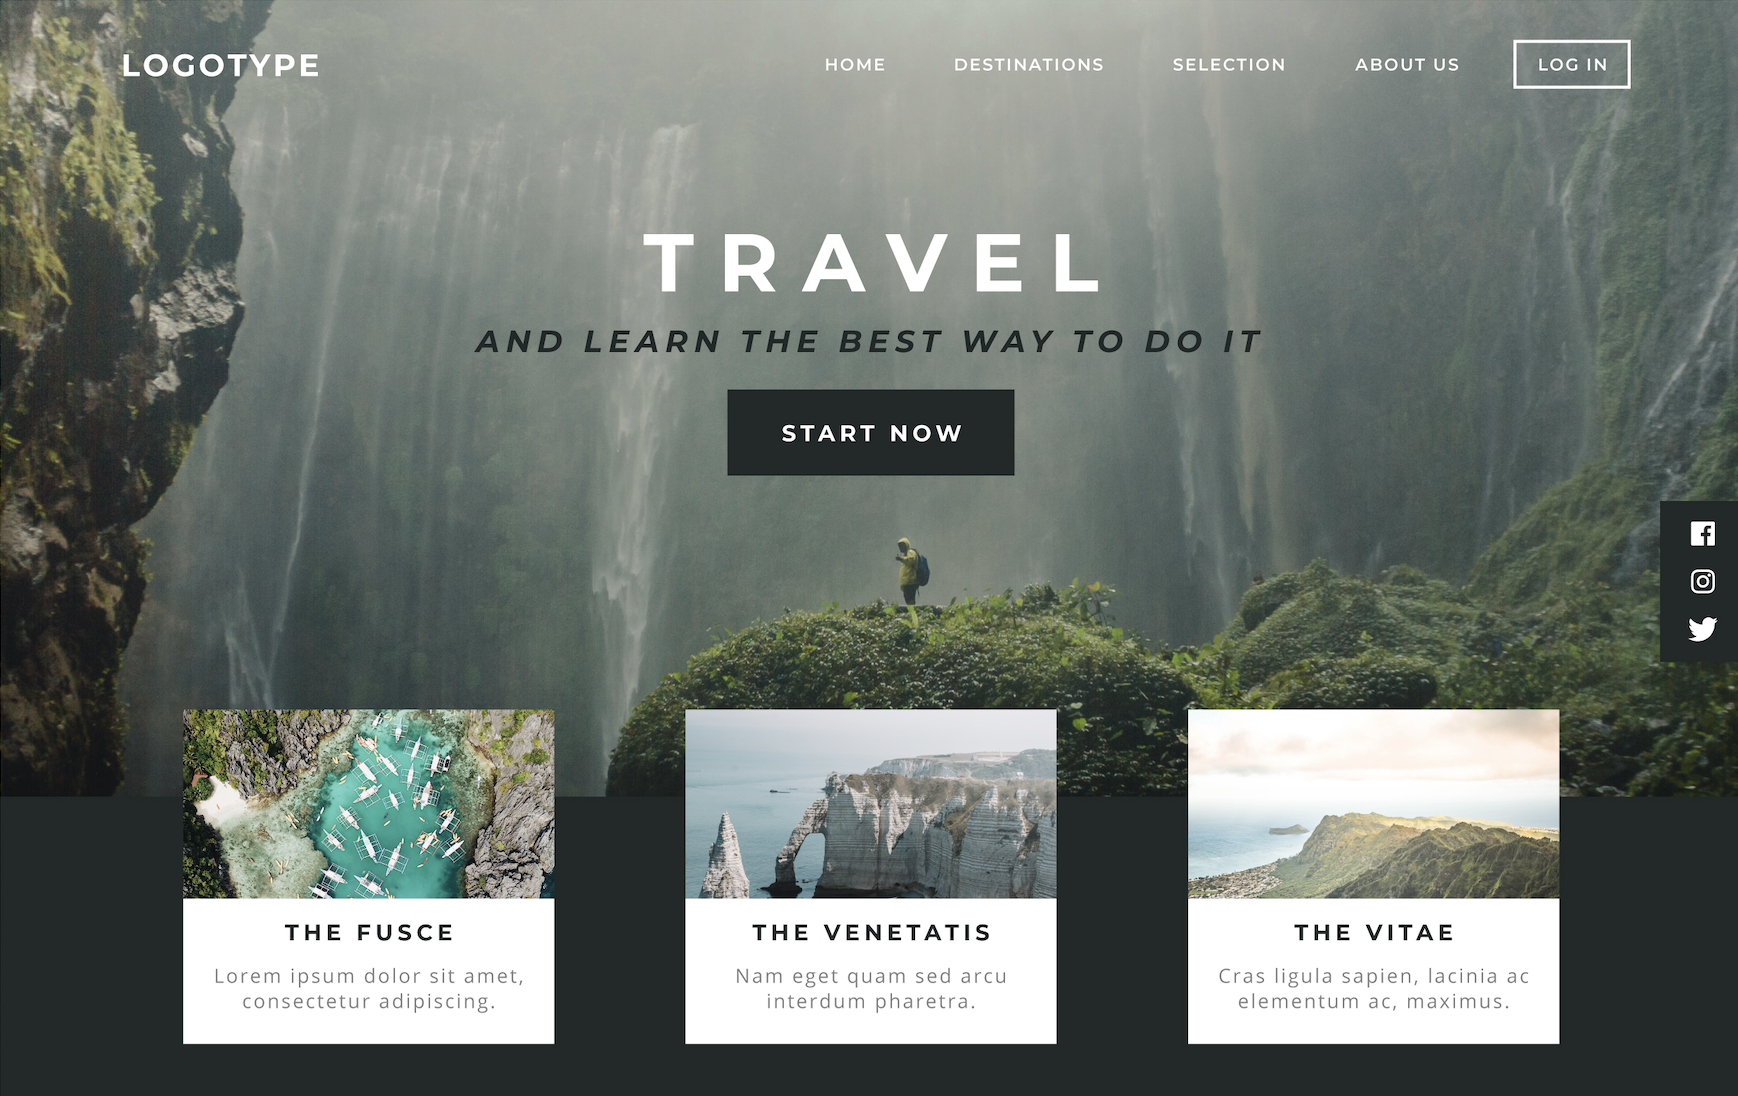 LOGOTYPE
HOME
DESTINATIONS
SELECTION
ABOUT US
LOG IN
TRAVEL
AND LEARN THE BEST WAY TO DO IT
START NOW
THE FUSCE
Lorem ipsum dolor sit amet,
consectetur adipiscing.
THE VENETATIS
Nam eget quam sed arcu
interdum pharetra.
THE VITAE
Cras ligula sapien, lacinia ac
elementum ac, maximus.